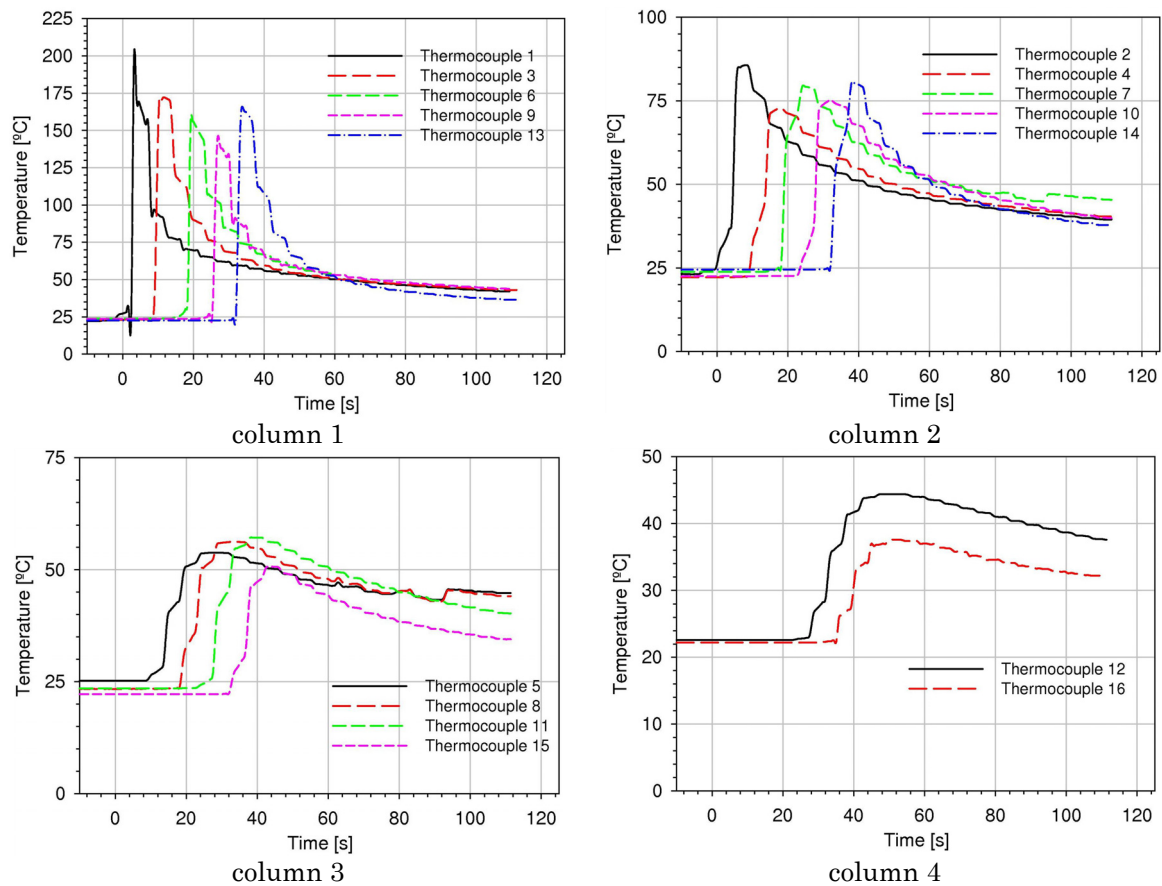 225
200
175
150
125
100
75
50
25
0
Temperature [ºC]
Thermocouple 1
Thermocouple 3
Thermocouple 6
Thermocouple 9
Thermocouple 13
0 20 40 60 80 100 120
Time [s]
column 1
100
75
50
25
0
Temperature [ºC]
Thermocouple 2
Thermocouple 4
Thermocouple 7
Thermocouple 10
Thermocouple 14
0 20 40 60 80 100 120
Time [s]
column 2
75
50
25
0
Temperature [ºC]
Thermocouple 5
Thermocouple 8
Thermocouple 11
Thermocouple 15
0 20 40 60 80 100 120
Time [s]
column 3
50
40
30
20
10
0
Temperature [ºC]
Thermocouple 12
Thermocouple 16
0 20 40 60 80 100 120
Time [s]
column 4